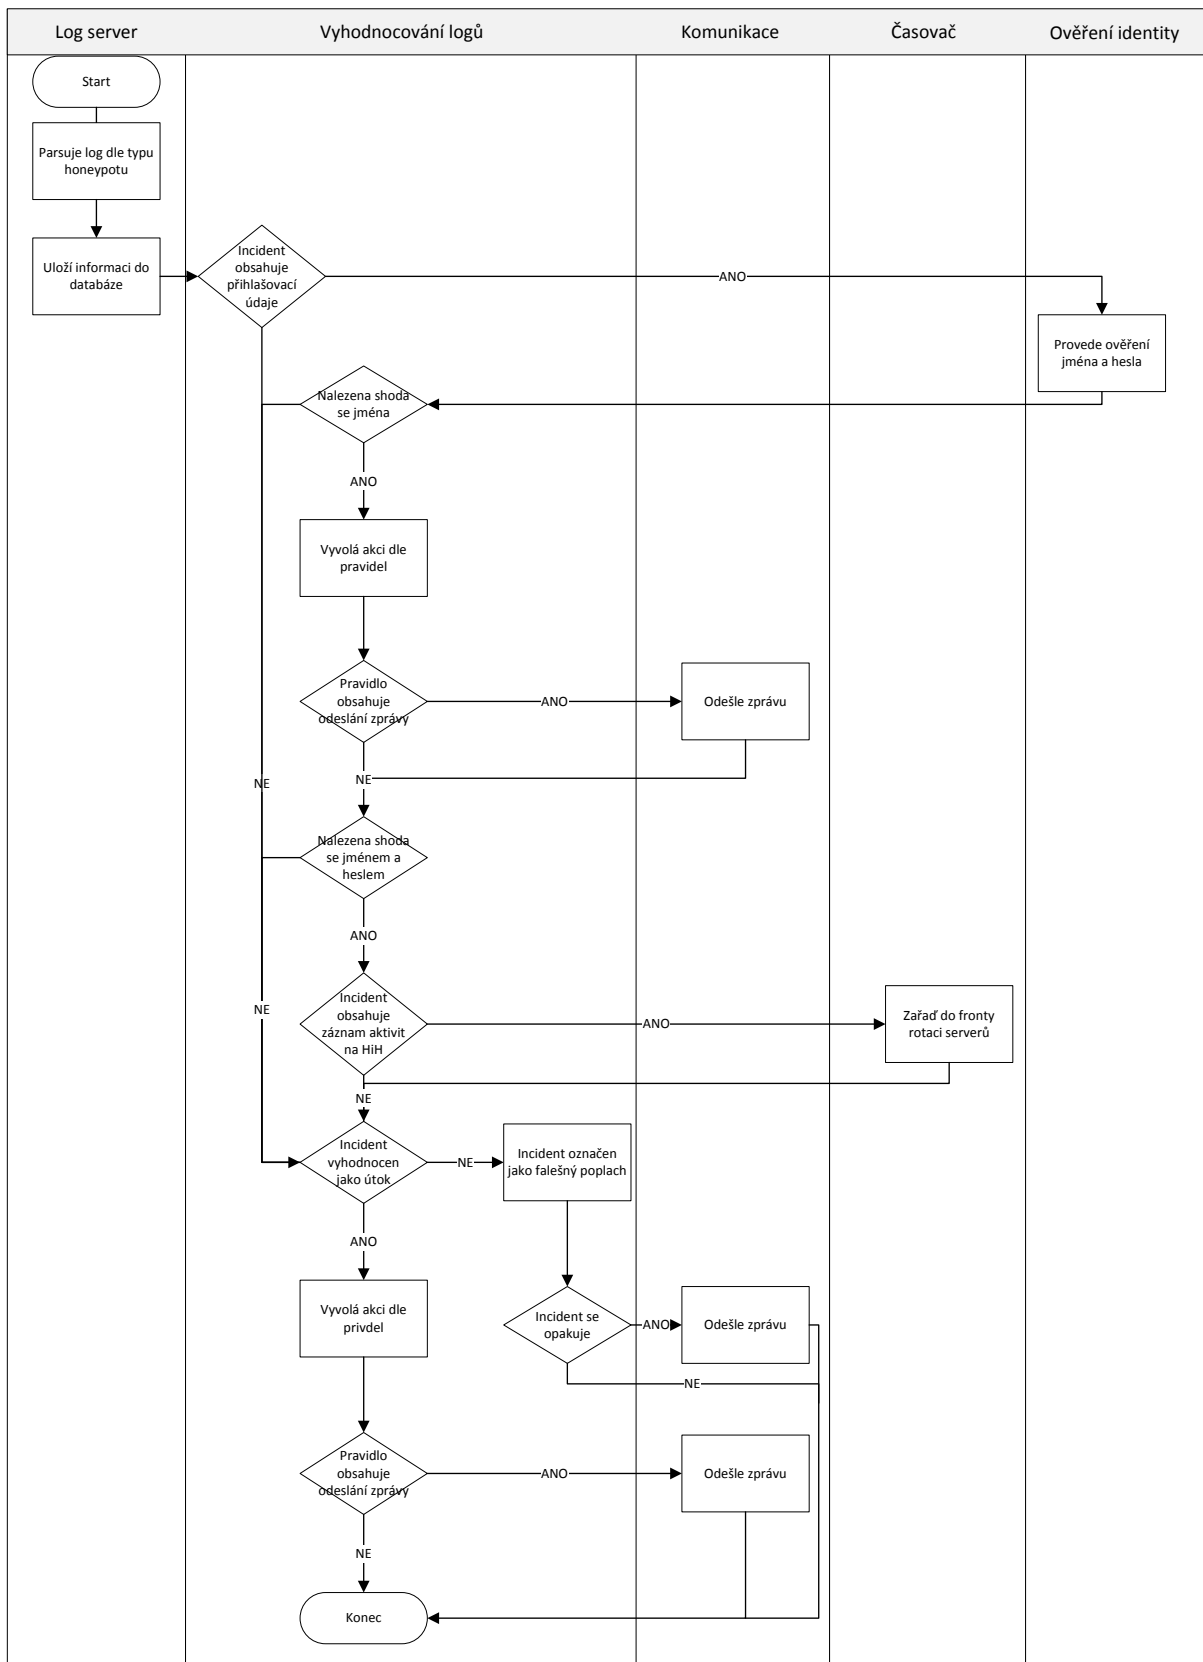 Log server
Vyhodnocování logů
Komunikace
Časovač
Ověření identity
Start
Parsuje log dle typu
honeypotu
Uloží informaci do
databáze
Incident
obsahuje
přihlašovací
údaje
ANO
Provede ověření
jména a hesla
Nalezena shoda
se jména
ANO
Vyvolá akci dle
pravidel
Pravidlo
obsahuje
odeslání zprávy
ANO
Odešle zprávu
NE
NE
Nalezena shoda
se jménem a
heslem
ANO
NE
Incident
obsahuje
záznam aktivit
na HiH
ANO
Zařaď do fronty
rotaci serverů
NE
Incident
vyhodnocen
jako útok
NE
Incident označen
jako falešný poplach
ANO
Vyvolá akci dle
privdel
Incident se
opakuje
ANO
Odešle zprávu
NE
Pravidlo
obsahuje
odeslání zprávy
ANO
Odešle zprávu
NE
Konec